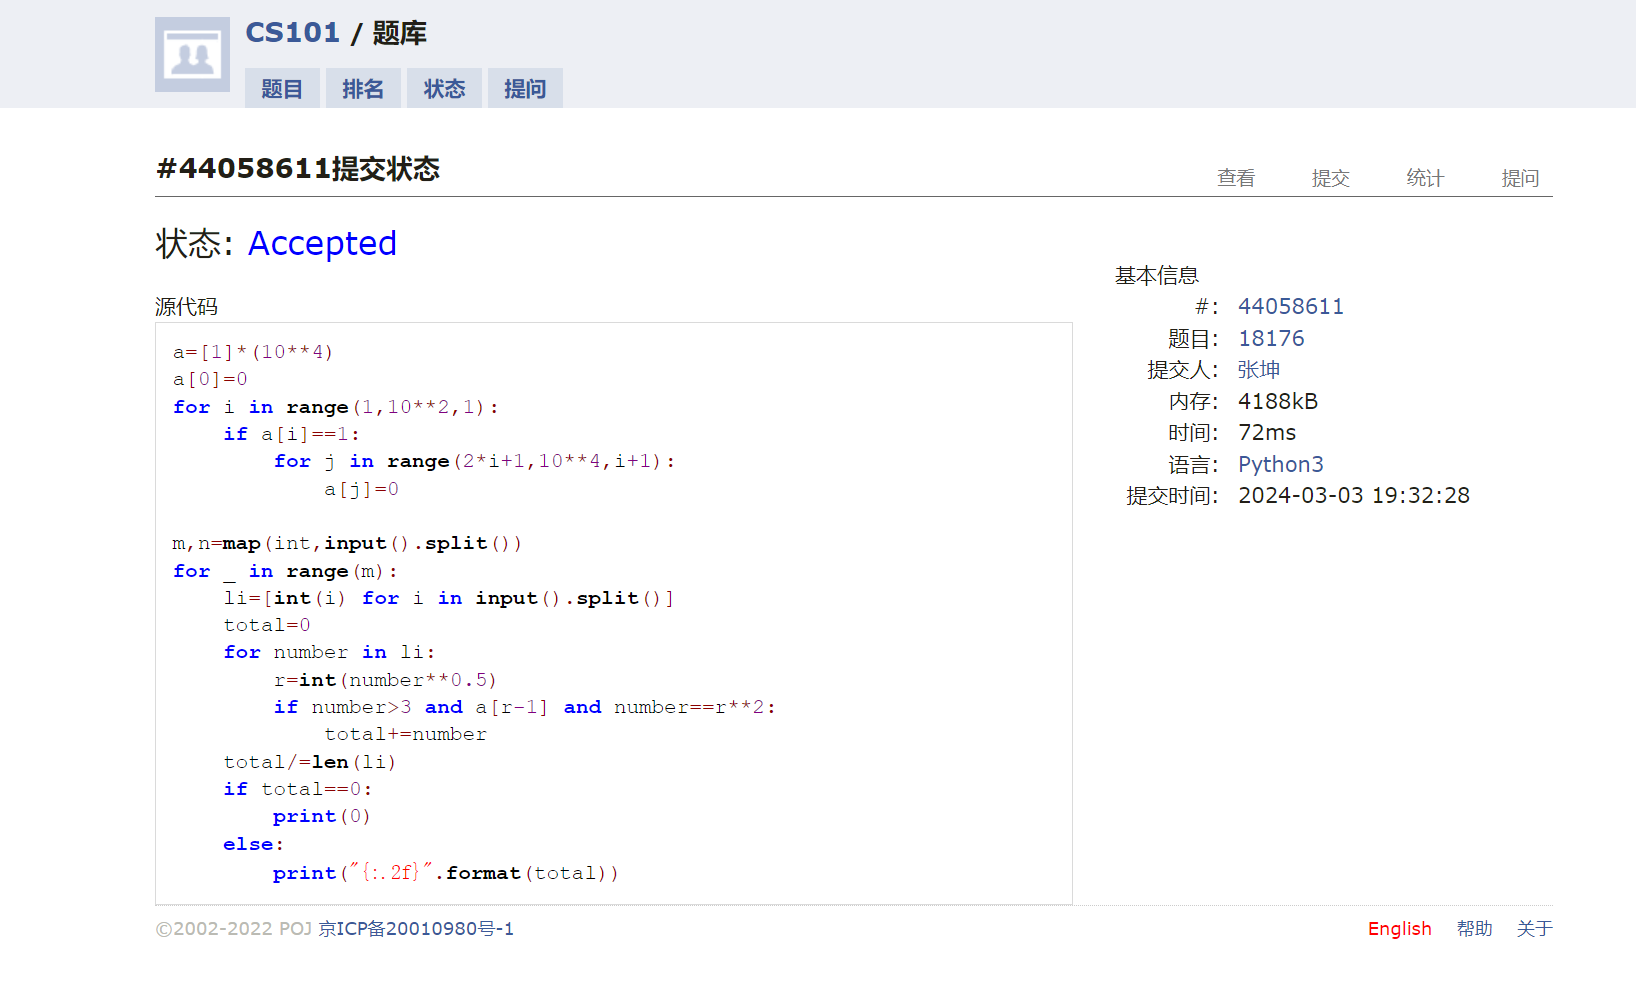 CS101 / 题库
题目 排名 状态 提问
#44058611提交状态
查看 提交 统计 提问
状态: Accepted
源代码
a=[1]*(10**4)
a[0]=0
for i in range(1,10**2,1):
    if a[i]==1:
        for j in range(2*i+1,10**4,i+1):
            a[j]=0

m,n=map(int,input().split())
for _ in range(m):
    li=[int(i) for i in input().split()]
    total=0
    for number in li:
        r=int(number**0.5)
        if number>3 and a[r-1] and number==r**2:
            total+=number
    total/=len(li)
    if total==0:
        print(0)
    else:
        print("{:.2f}".format(total))
基本信息
#: 44058611
题目: 18176
提交人: 张坤
内存: 4188kB
时间: 72ms
语言: Python3
提交时间: 2024-03-03 19:32:28
©2002-2022 POJ 京ICP备20010980号-1
English 帮助 关于